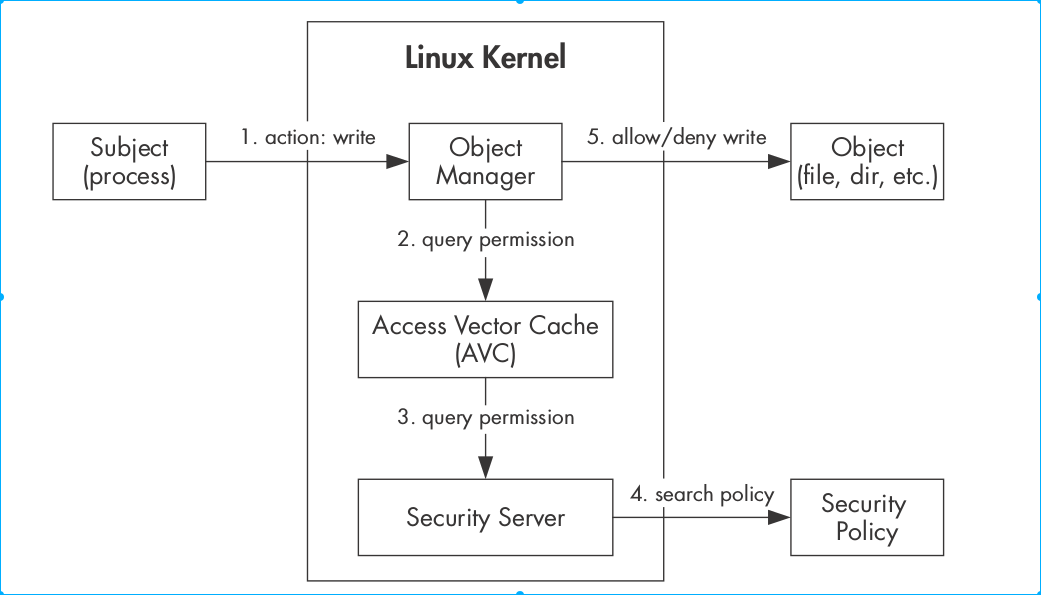 Linux Kernel
Subject
(process)
1. action: write
Object
Manager
5. allow/deny write
Object
(file, dir, etc.)
2. query permission
Access Vector Cache
(AVC)
3. query permission
Security Server
4. search policy
Security
Policy